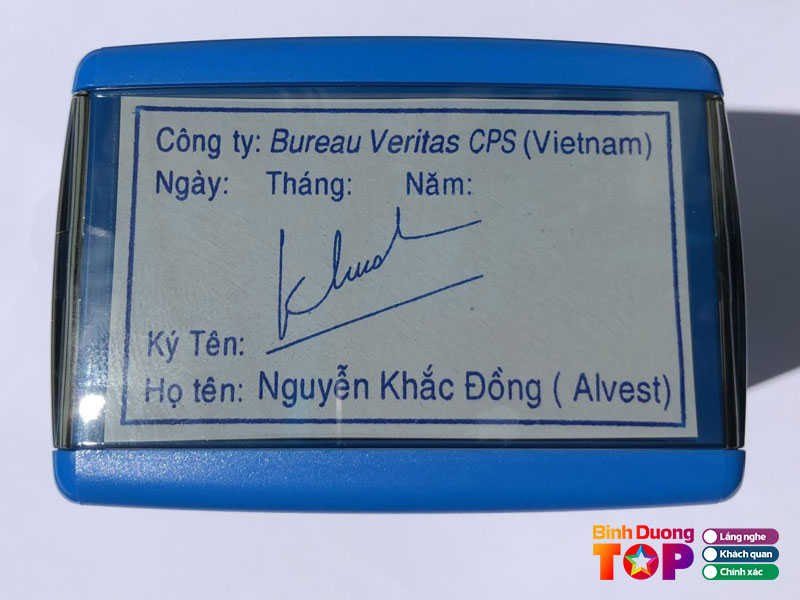 Công ty: Bureau Veritas CPS (Vietnam)
Ngày: Tháng: Năm:
Ký Tên:
Họ tên: Nguyễn Khắc Đồng ( Alvest)
Binh Duong
TOP
Lắng nghe
Khách quan
Chính xác